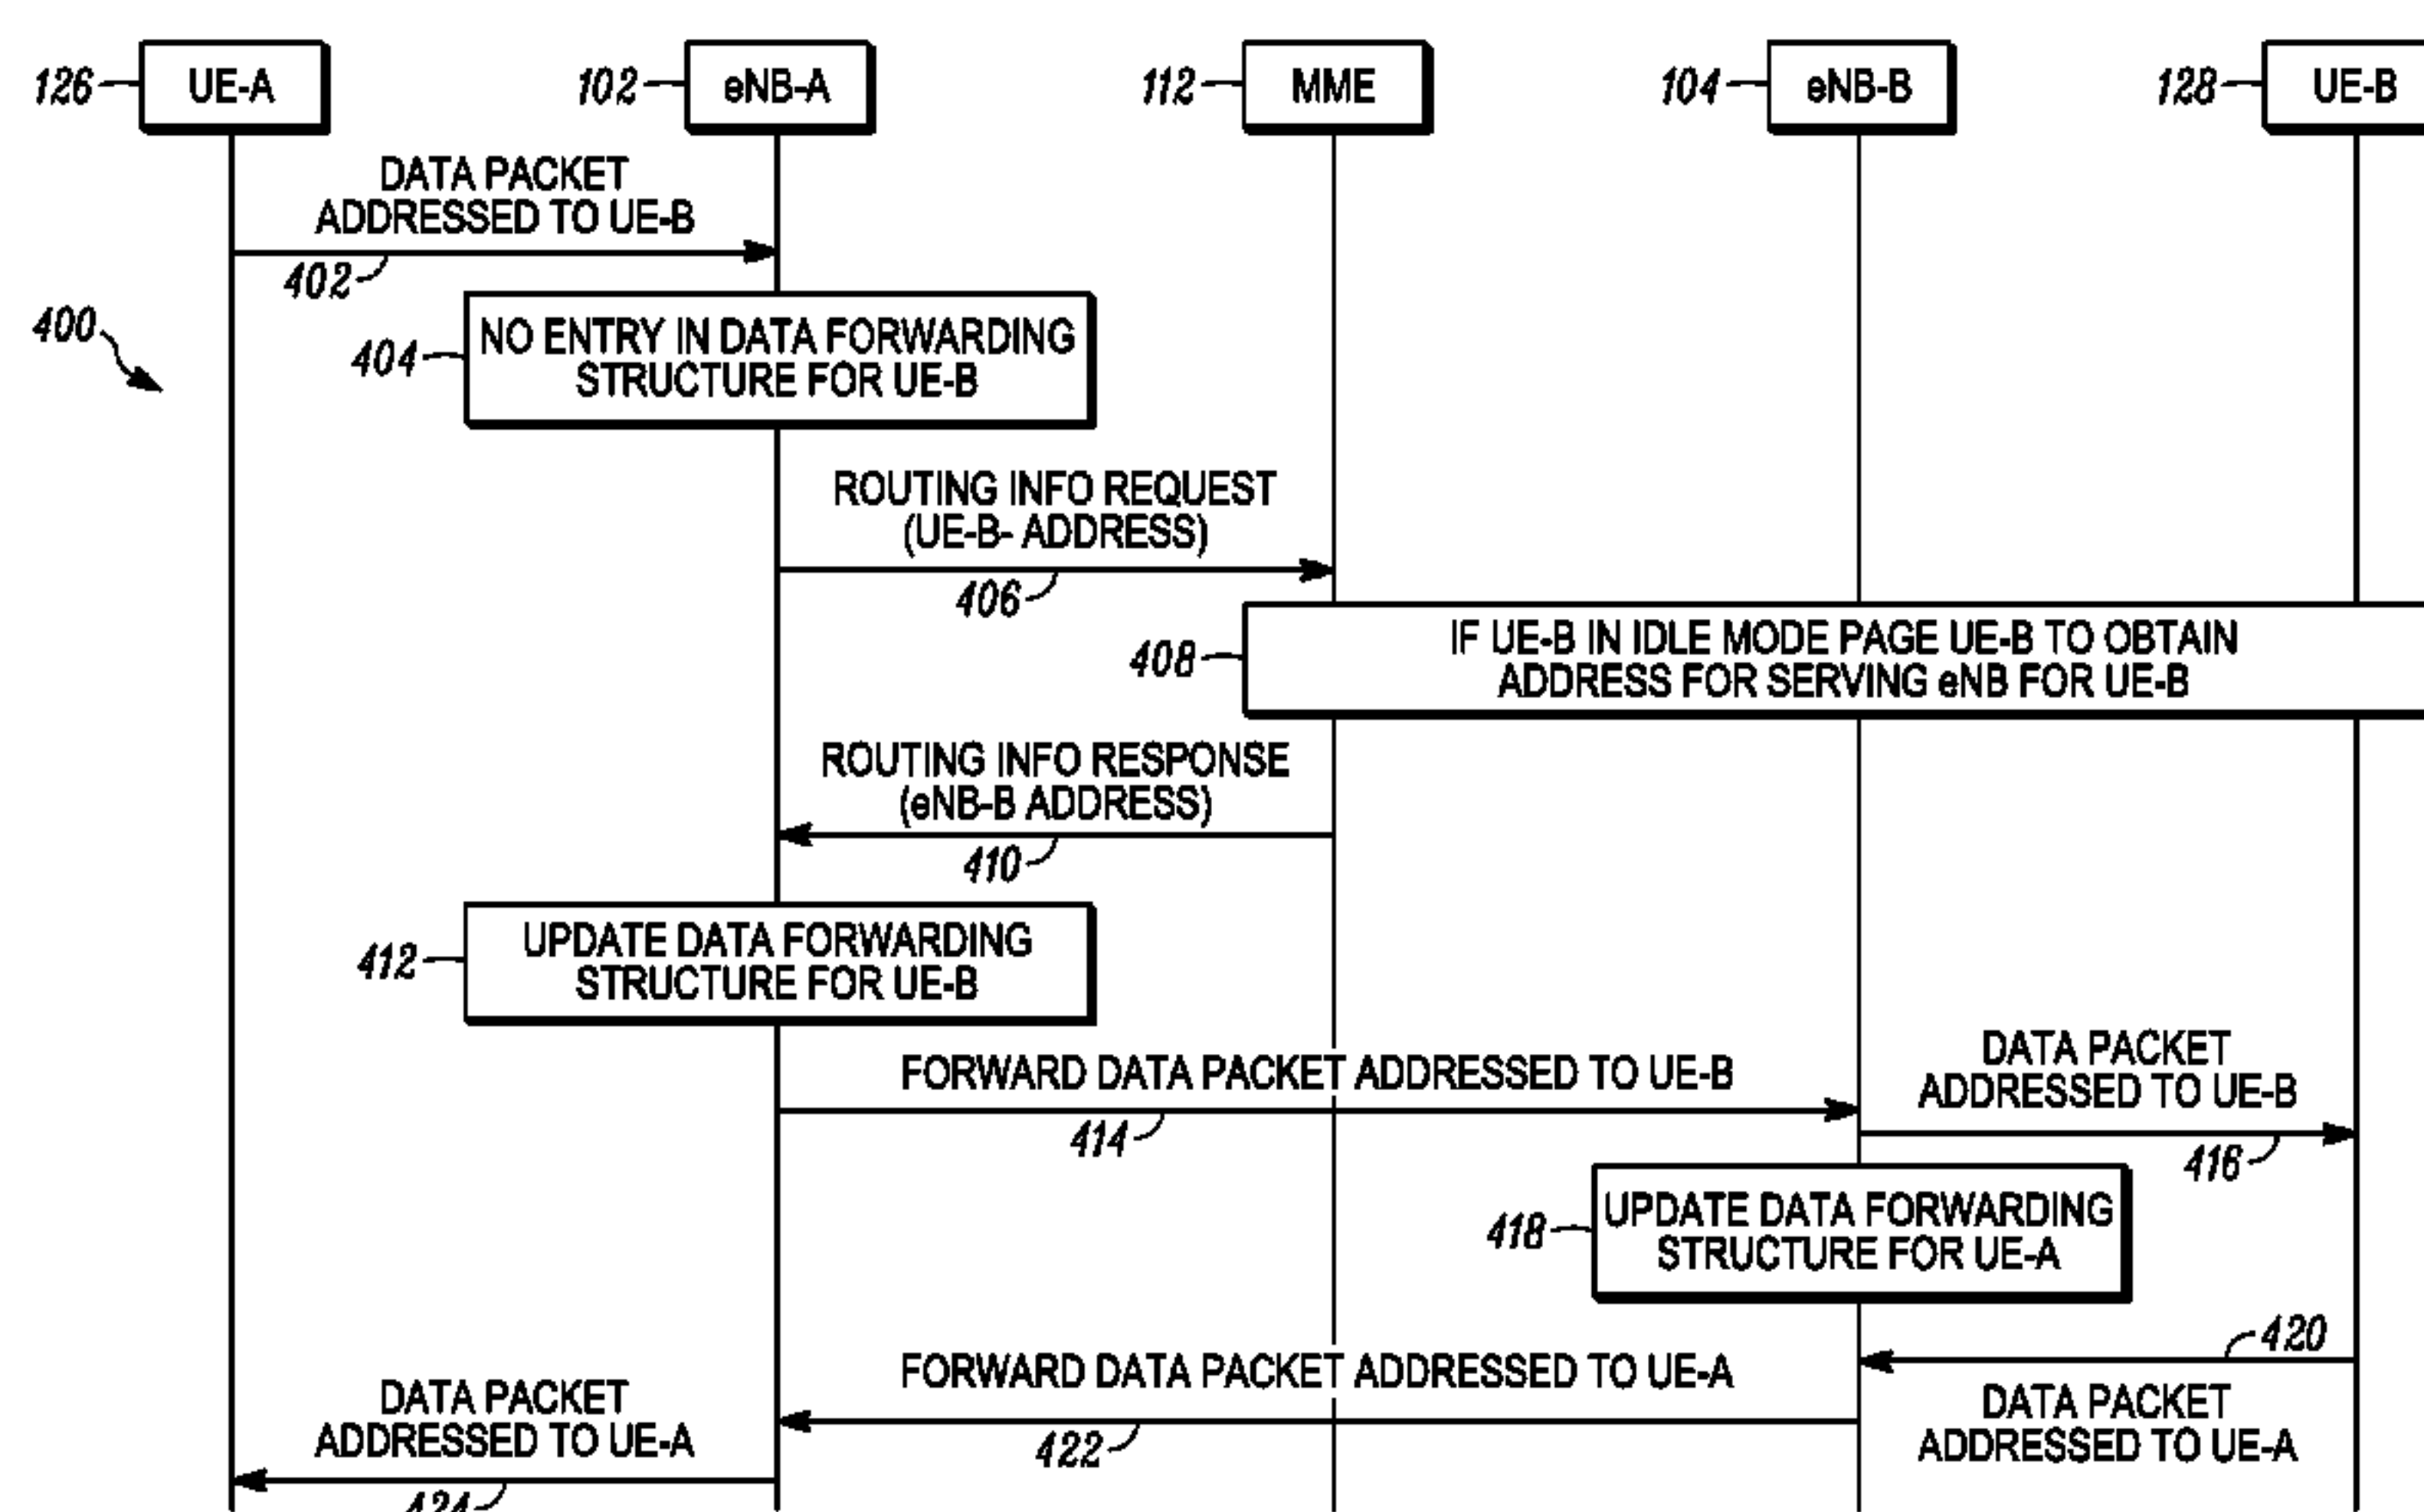 126
UE-A
102
eNB-A
112
MME
104
eNB-B
128
UE-B
DATA PACKET
ADDRESSED TO UE-B
402
400
404
NO ENTRY IN DATA FORWARDING
STRUCTURE FOR UE-B
ROUTING INFO REQUEST
(UE-B- ADDRESS)
406
408
IF UE-B IN IDLE MODE PAGE UE-B TO OBTAIN
ADDRESS FOR SERVING eNB FOR UE-B
ROUTING INFO RESPONSE
(eNB-B ADDRESS)
410
412
UPDATE DATA FORWARDING
STRUCTURE FOR UE-B
FORWARD DATA PACKET ADDRESSED TO UE-B
414
DATA PACKET
ADDRESSED TO UE-B
416
418
UPDATE DATA FORWARDING
STRUCTURE FOR UE-A
420
DATA PACKET
ADDRESSED TO UE-A
FORWARD DATA PACKET ADDRESSED TO UE-A
422
DATA PACKET
ADDRESSED TO UE-A
424